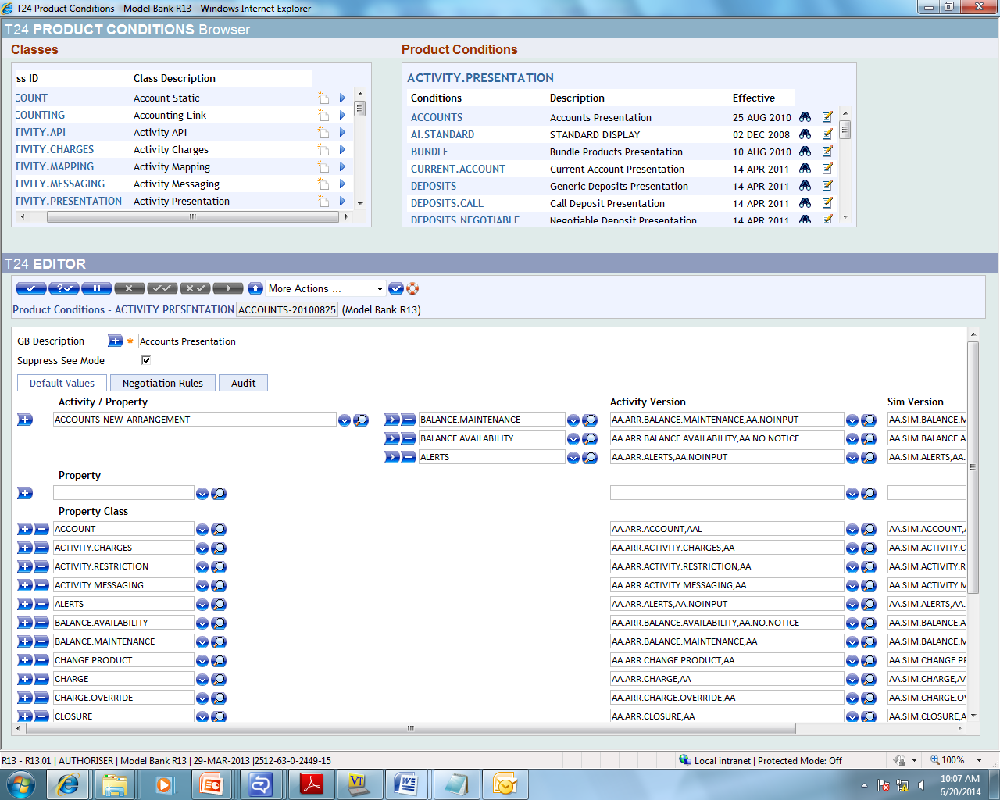 T24 Product Conditions - Model Bank R13 - Windows Internet Explorer
T24 PRODUCT CONDITIONS Browser
Classes
Product Conditions
ss ID Class Description
COUNT Account Static
COUNTING Accounting Link
TIVITY.API Activity API
TIVITY.CHARGES Activity Charges
TIVITY.MAPPING Activity Mapping
TIVITY.MESSAGING Activity Messaging
TIVITY.PRESENTATION Activity Presentation
ACTIVITY.PRESENTATION
Conditions Description Effective
ACCOUNTS Accounts Presentation 25 AUG 2010
AI.STANDARD STANDARD DISPLAY 02 DEC 2008
BUNDLE Bundle Products Presentation 10 AUG 2010
CURRENT.ACCOUNT Current Account Presentation 14 APR 2011
DEPOSITS Generic Deposits Presentation 14 APR 2011
DEPOSITS.CALL Call Deposit Presentation 14 APR 2011
DEPOSITS.NEGOTIABLE Negotiable Deposit Presentation 14 APR 2011
T24 EDITOR
More Actions ...
Product Conditions - ACTIVITY PRESENTATION ACCOUNTS-20100825 (Model Bank R13)
GB Description * Accounts Presentation
Suppress See Mode
Default Values Negotiation Rules Audit
Activity / Property Activity Version Sim Version
ACCOUNTS-NEW-ARRANGEMENT BALANCE.MAINTENANCE AA.ARR.BALANCE.MAINTENANCE,AA.NOINPUT AA.SIM.BALANCE.M
BALANCE.AVAILABILITY AA.ARR.BALANCE.AVAILABILITY,AA.NO.NOTICE AA.SIM.BALANCE.A
ALERTS AA.ARR.ALERTS,AA.NOINPUT AA.SIM.ALERTS,AA.
Property
Property Class
ACCOUNT AA.ARR.ACCOUNT,AAL AA.SIM.ACCOUNT,
ACTIVITY.CHARGES AA.ARR.ACTIVITY.CHARGES,AA AA.SIM.ACTIVITY.C
ACTIVITY.RESTRICTION AA.ARR.ACTIVITY.RESTRICTION,AA AA.SIM.ACTIVITY.R
ACTIVITY.MESSAGING AA.ARR.ACTIVITY.MESSAGING,AA AA.SIM.ACTIVITY.M
ALERTS AA.ARR.ALERTS,AA.NOINPUT AA.SIM.ALERTS,AA.
BALANCE.AVAILABILITY AA.ARR.BALANCE.AVAILABILITY,AA.NO.NOTICE AA.SIM.BALANCE.A
BALANCE.MAINTENANCE AA.ARR.BALANCE.MAINTENANCE,AA AA.SIM.BALANCE.M
CHANGE.PRODUCT AA.ARR.CHANGE.PRODUCT,AA AA.SIM.CHANGE.PR
CHARGE AA.ARR.CHARGE,AA AA.SIM.CHARGE,AA
CHARGE.OVERRIDE AA.ARR.CHARGE.OVERRIDE,AA AA.SIM.CHARGE.O
CLOSURE AA.ARR.CLOSURE,AA AA.SIM.CLOSURE,A
R13 - R13.01 | AUTHORISER | Model Bank R13 | 29-MAR-2013 |2512-63-0-2449-15 Local intranet | Protected Mode: Off 100%
10:07 AM
6/20/2014